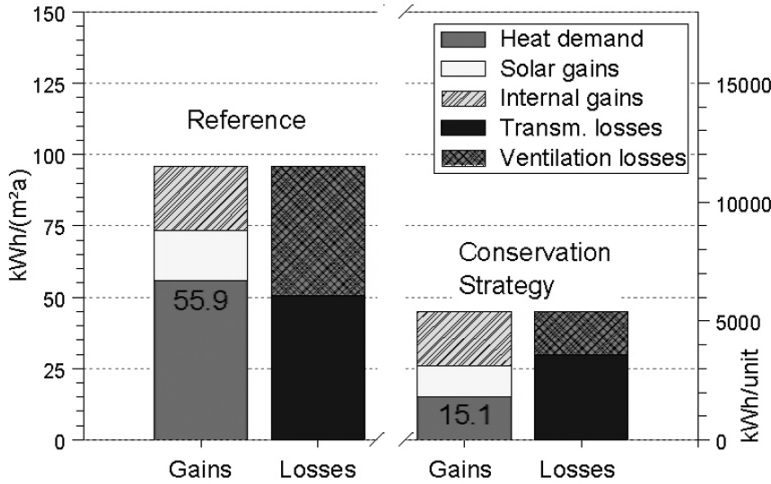 150
125
100
75
50
25
0
kWh/(m²a)
Heat demand
Solar gains
Internal gains
Transm. losses
Ventilation losses
Reference
Conservation
Strategy
55.9
15.1
15000
10000
5000
0
kWh/unit
Gains Losses Gains Losses